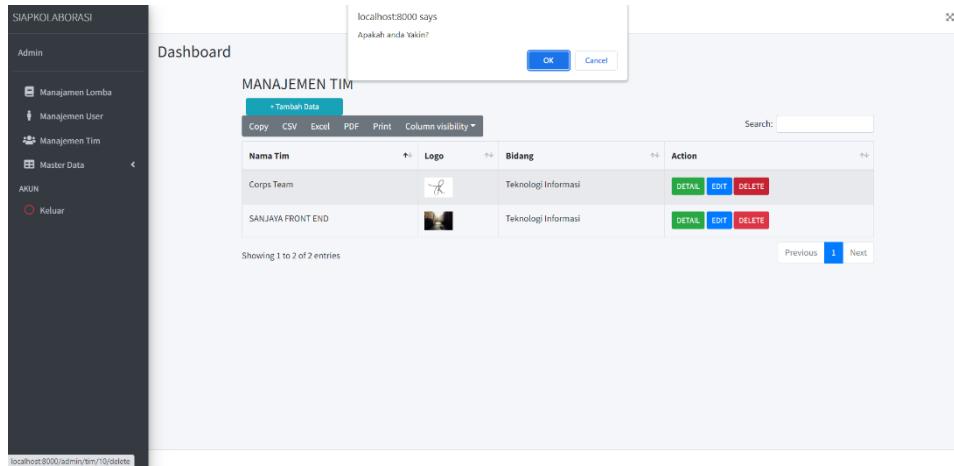 SIAPKOLABORASI
localhost:8000 says
Apakah anda Yakin?
OK Cancel
Admin
Dashboard
Manajamen Lomba
Manajemen User
Manajemen Tim
Master Data
AKUN
Keluar
MANAJEMEN TIM
+ Tambah Data
Copy CSV Excel PDF Print Column visibility
Search:
Nama Tim Logo Bidang Action
Corps Team Teknologi Informasi DETAIL EDIT DELETE
SANJAYA FRONT END Teknologi Informasi DETAIL EDIT DELETE
Showing 1 to 2 of 2 entries
Previous 1 Next
localhost:8000/admin/tim/10/delete